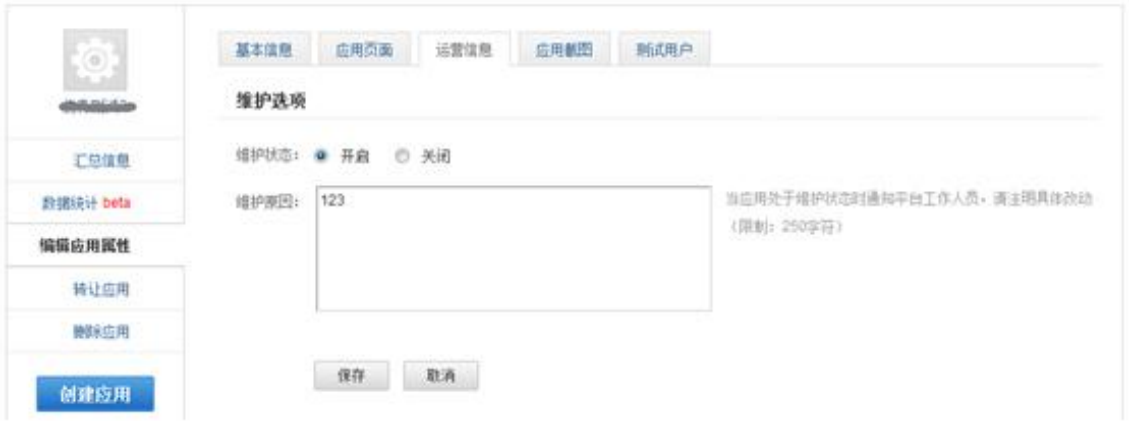 基本信息 应用页面 运营信息 应用截图 测试用户
维护选项
汇总信息
数据统计 beta
编辑应用属性
转让应用
删除应用
创建应用
维护状态: 开启 关闭
维护原因: 123
当应用处于维护状态时通知平台工作人员,请注明具体改动
(限制:250字符)
保存 取消